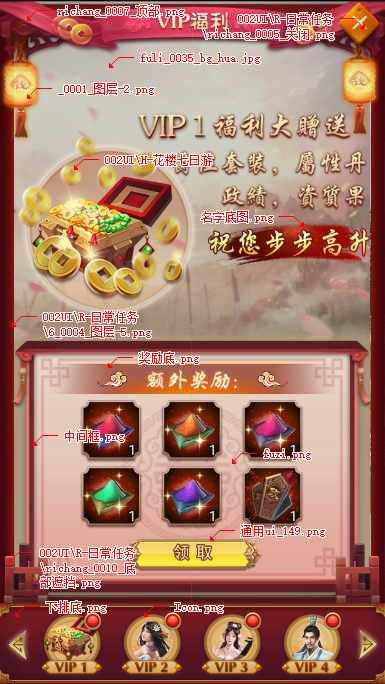 richang_0007_顶部.png
VIP福利
002UI\R-日常任务
\richang_0005_关闭.png
fuli_0035_bg_hua.jpg
_0001_图层-2.png
VIP 1 福利大贈送
002UI\H-花楼七日游
套裝，屬性丹
政績，資質果
名字底图.png
祝您步步高升
002UI\R-日常任务
\6_0004_图层-5.png
奖励底.png
额外奖励:
1
1
1
中间框.png
fuzi.png
1
1
1
通用ui_149.png
领取
002UI\R-日常任务
\richang_0010_底
部遮挡.png
下排底.png
Icon.png
VIP 1
VIP 2
VIP 3
VIP 4